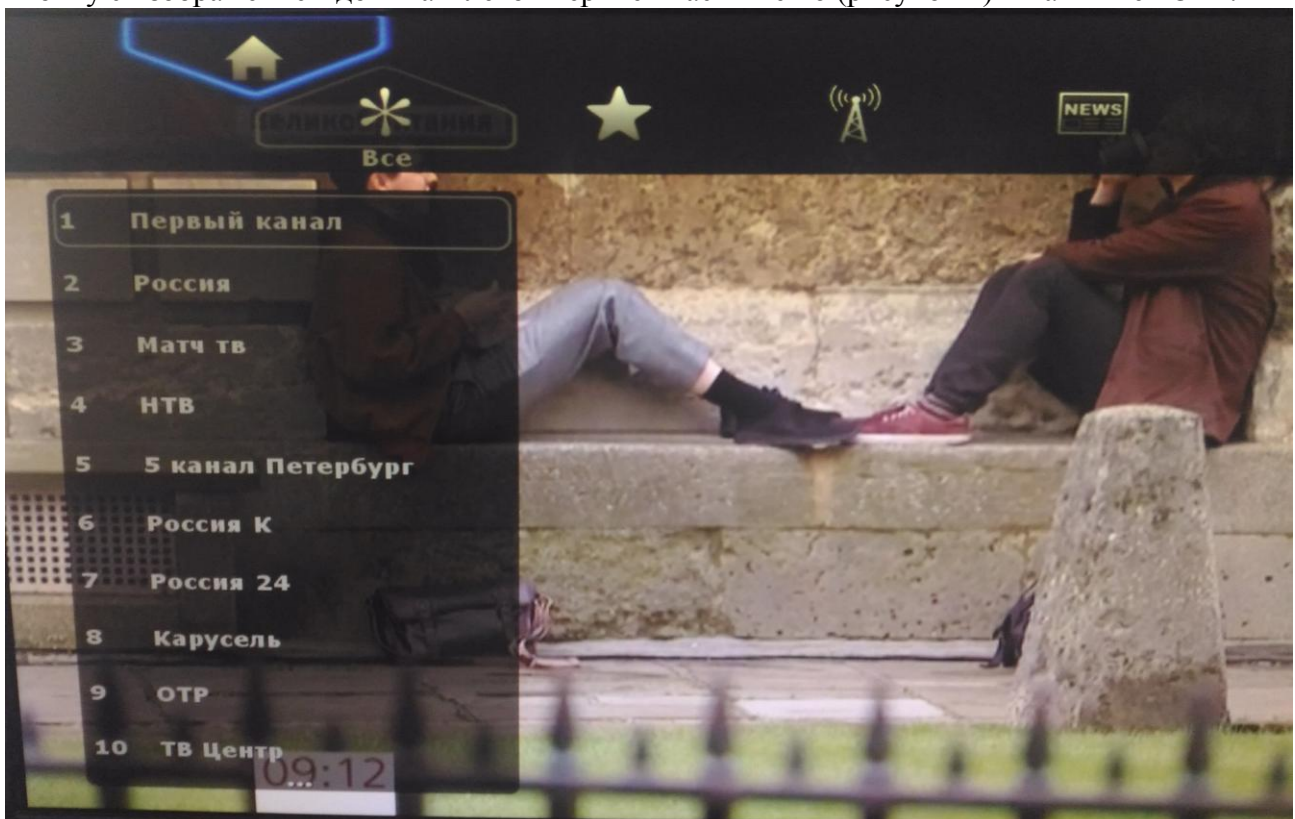 NEWS
Все
1 Первый канал
2 Россия
3 Матч тв
4 НТВ
5 5 канал Петербург
6 Россия К
7 Россия 24
8 Карусель
9 ОТР
10 ТВ Центр
...
09:12